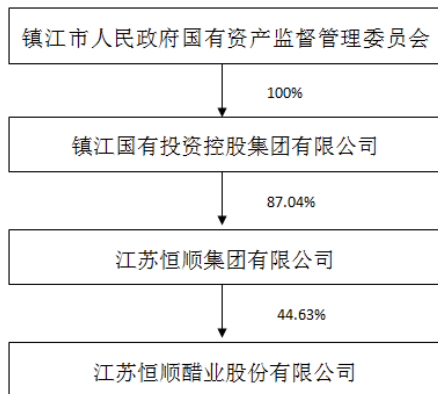 镇江市人民政府国有资产监督管理委员会
100%
镇江国有投资控股集团有限公司
87.04%
江苏恒顺集团有限公司
44.63%
江苏恒顺醋业股份有限公司